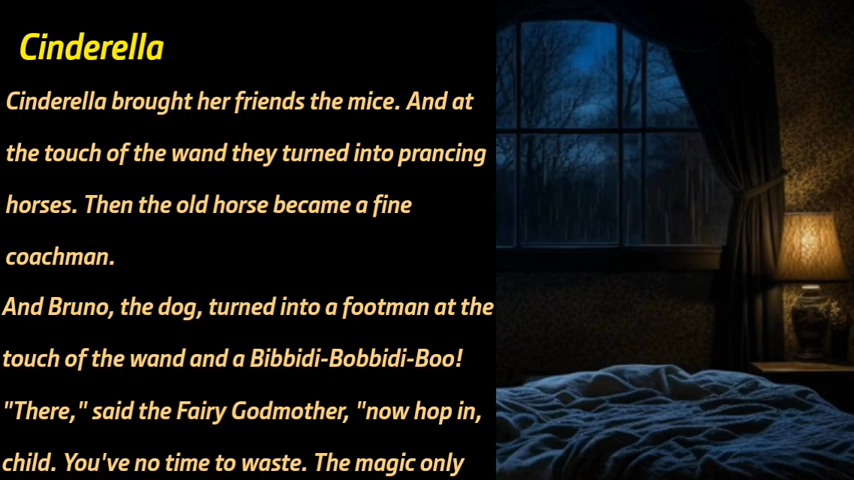 Cinderella
Cinderella brought her friends the mice. And at
the touch of the wand they turned into prancing
horses. Then the old horse became a fine
coachman.
And Bruno, the dog, turned into a footman at the
touch of the wand and a Bibbidi-Bobbidi-Boo!
"There," said the Fairy Godmother, "now hop in,
child. You've no time to waste. The magic only